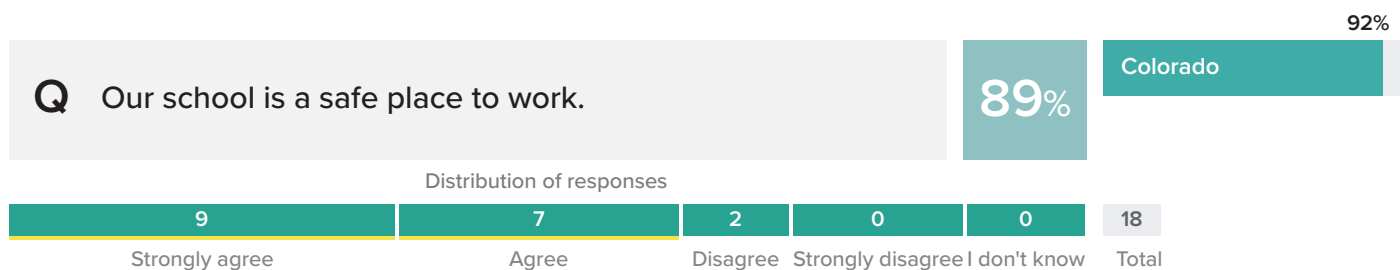 92%
Q Our school is a safe place to work.
89%
Colorado
Distribution of responses
9 7 2 0 0 18
Strongly agree Agree Disagree Strongly disagree I don't know Total